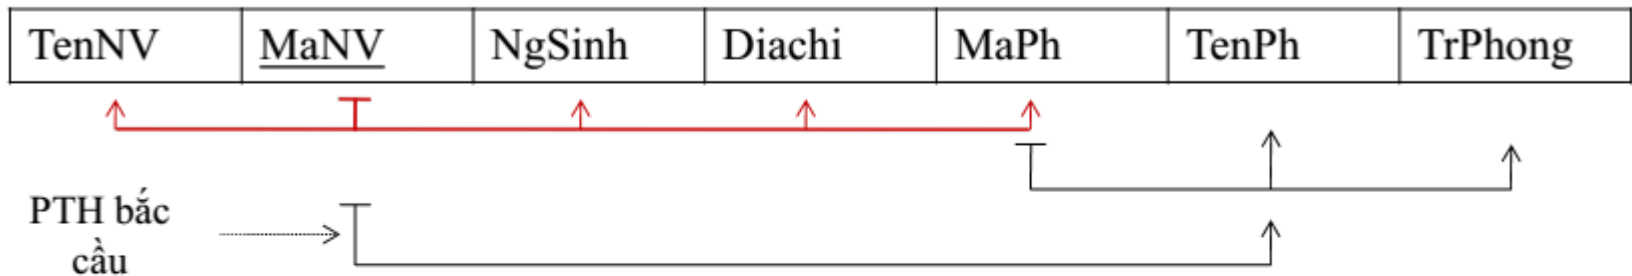 TenNV MaNV NgSinh Diachi MaPh TenPh TrPhong
PTH bắc
cầu